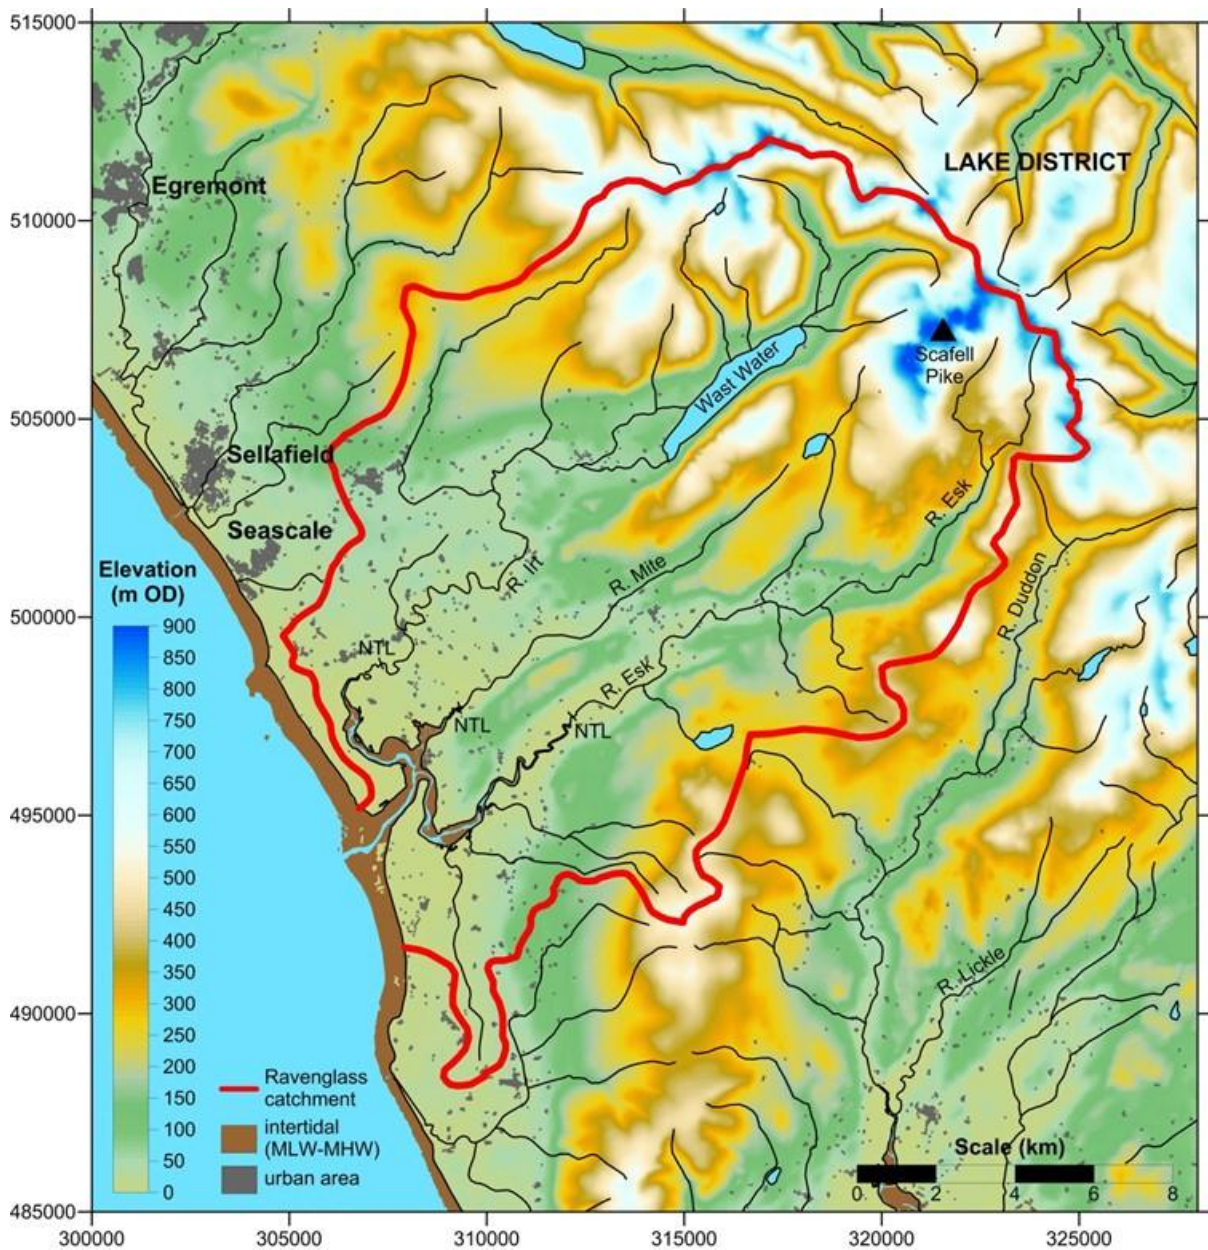 515000
510000
505000
500000
495000
490000
485000
LAKE DISTRICT
Egremont
Scafell
Pike
Wast Water
Sellafield
Seascale
R. Esk
R. Irt
R. Mite
R. Duddon
NTL
R. Esk
NTL
NTL
R. Lickle
Elevation
(m OD)
900
850
800
750
700
650
600
550
500
450
400
350
300
250
200
150
100
50
0
Ravenglass
catchment
intertidal
(MLW-MHW)
urban area
Scale (km)
0 2 4 6 8
300000 305000 310000 315000 320000 325000